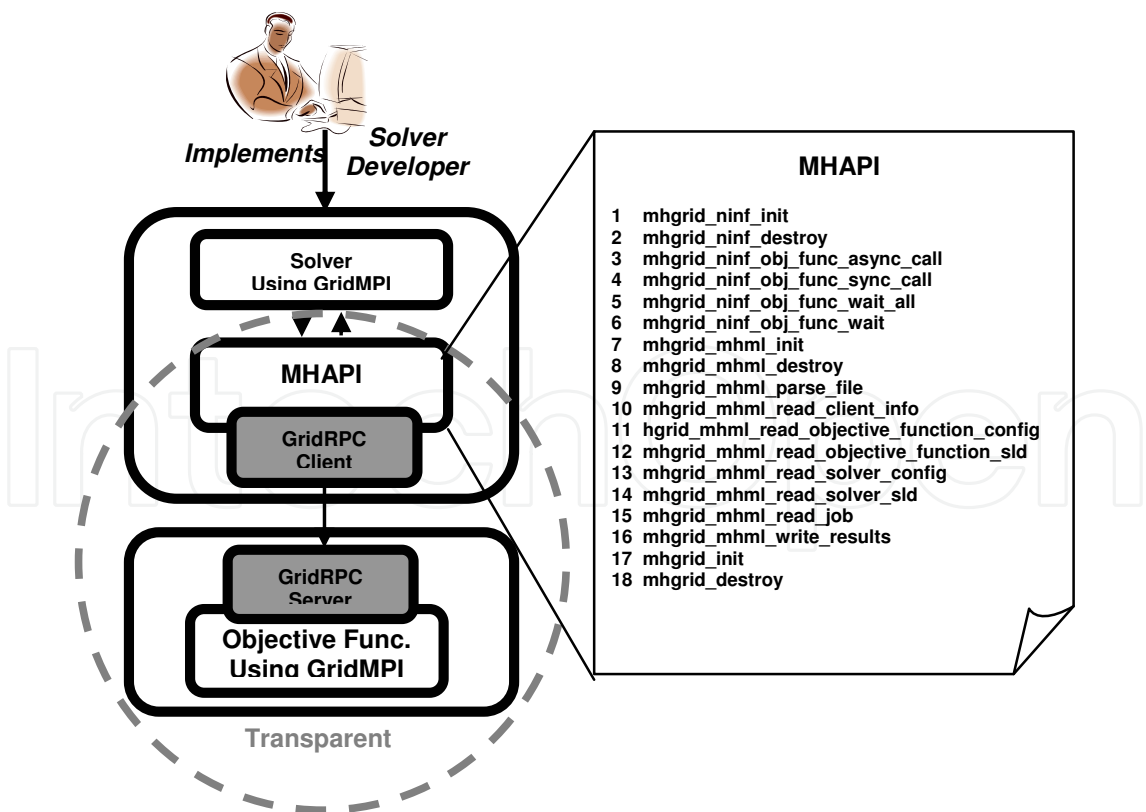 Implements
Solver
Developer
Solver
Using GridMPI
MHAPI
GridRPC
Client
GridRPC
Server
Objective Func.
Using GridMPI
Transparent
MHAPI
1 mhgrid_ninf_init
2 mhgrid_ninf_destroy
3 mhgrid_ninf_obj_func_async_call
4 mhgrid_ninf_obj_func_sync_call
5 mhgrid_ninf_obj_func_wait_all
6 mhgrid_ninf_obj_func_wait
7 mhgrid_mhml_init
8 mhgrid_mhml_destroy
9 mhgrid_mhml_parse_file
10 mhgrid_mhml_read_client_info
11 hgrid_mhml_read_objective_function_config
12 mhgrid_mhml_read_objective_function_sld
13 mhgrid_mhml_read_solver_config
14 mhgrid_mhml_read_solver_sld
15 mhgrid_mhml_read_job
16 mhgrid_mhml_write_results
17 mhgrid_init
18 mhgrid_destroy
IntechOpen